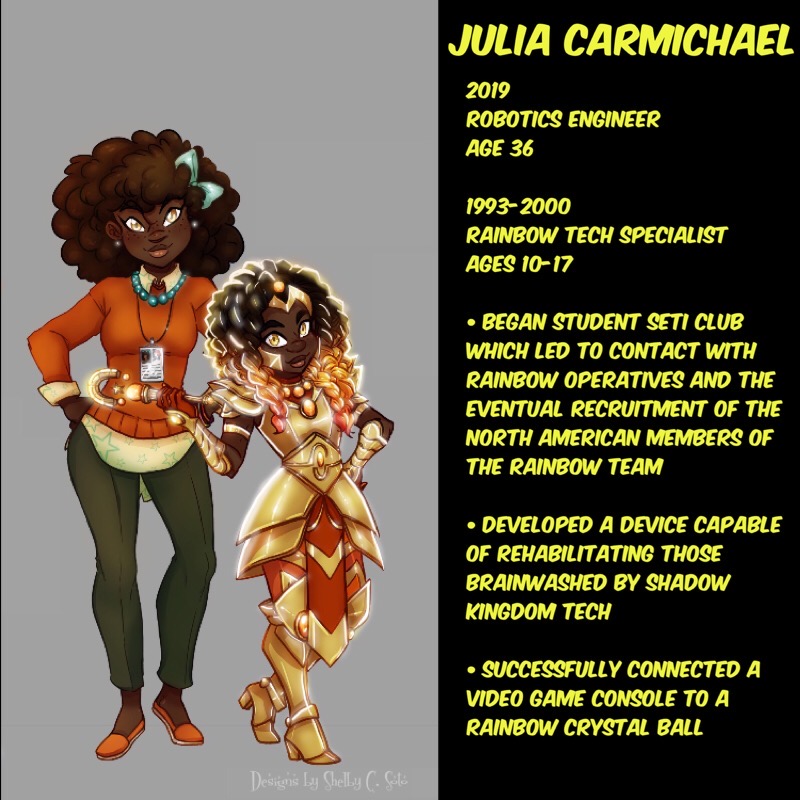 JULIA CARMICHAEL
2019
ROBOTICS ENGINEER
AGE 36
1993-2000
RAINBOW TECH SPECIALIST
AGES 10-17
• BEGAN STUDENT SETI CLUB
WHICH LED TO CONTACT WITH
RAINBOW OPERATIVES AND THE
EVENTUAL RECRUITMENT OF THE
NORTH AMERICAN MEMBERS OF
THE RAINBOW TEAM
• DEVELOPED A DEVICE CAPABLE
OF REHABILITATING THOSE
BRAINWASHED BY SHADOW
KINGDOM TECH
• SUCCESSFULLY CONNECTED A
VIDEO GAME CONSOLE TO A
RAINBOW CRYSTAL BALL
Designs by Shelby C. Soto